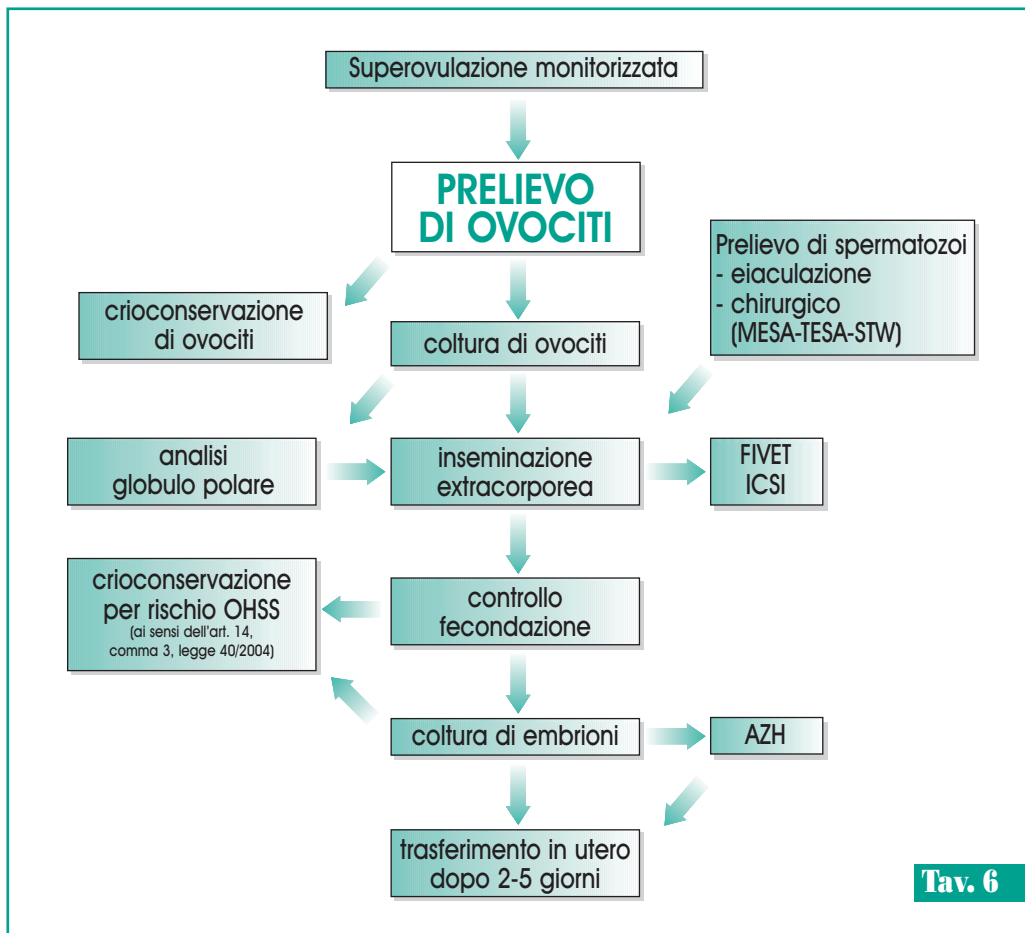 Superovulazione monitorizzata
PRELIEVO
DI OVOCITI
Prelievo di spermatozoi
- eiaculazione
- chirurgico
(MESA-TESA-STW)
crioconservazione
di ovociti
coltura di ovociti
analisi
globulo polare
inseminazione
extracorporea
FIVET
ICSI
crioconservazione
per rischio OHSS
(ai sensi dell'art. 14,
comma 3, legge 40/2004)
controllo
fecondazione
coltura di embrioni
AZH
trasferimento in utero
dopo 2-5 giorni
Tav. 6